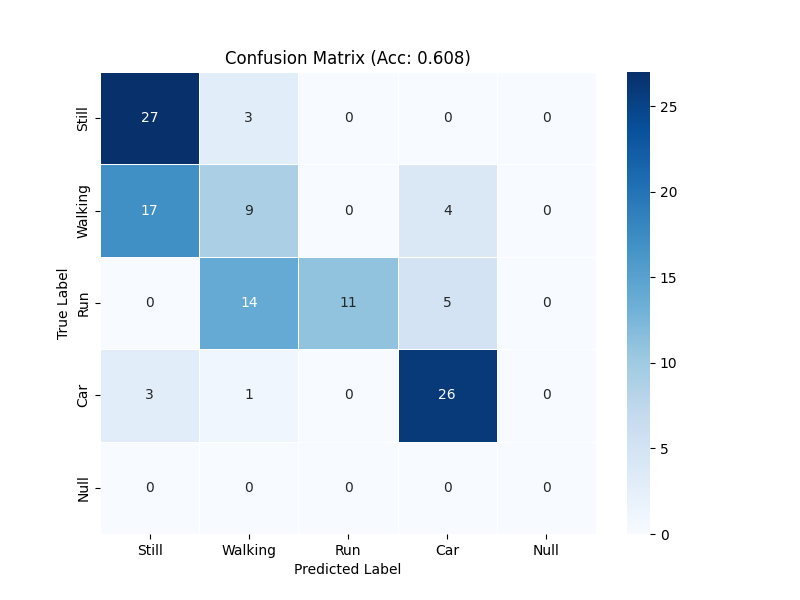 Confusion Matrix (Acc: 0.608)
True Label
Still 27 3 0 0 0
Walking 17 9 0 4 0
Run 0 14 11 5 0
Car 3 1 0 26 0
Null 0 0 0 0 0
Still Walking Run Car Null
Predicted Label
25
20
15
10
5
0